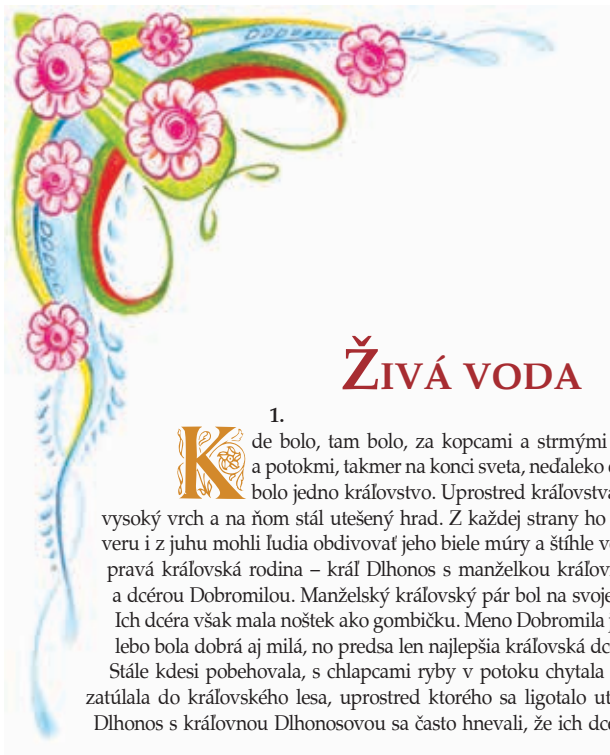 Živá voda
1.
Kde bolo, tam bolo, za kopcami a strmými
a potokmi, takmer na konci sveta, neďaleko
bolo jedno kráľovstvo. Uprostred kráľovstva
vysoký vrch a na ňom stál utešený hrad. Z každej strany ho
veru i z juhu mohli ľudia obdivovať jeho biele múry a štíhle
pravá kráľovská rodina – kráľ Dlhonos s manželkou
a dcérou Dobromilou. Manželský kráľovský pár bol na
Ich dcéra však mala noštek ako gombičku. Meno Dobromila
lebo bola dobrá aj milá, no predsa len najlepšia kráľovská
Stále kdesi pobehovala, s chlapcami ryby v potoku chytala
zatúlala do kráľovského lesa, uprostred ktorého sa ligotalo
Dlhonos s kráľovnou Dlhonosovou sa často hnevali, že ich